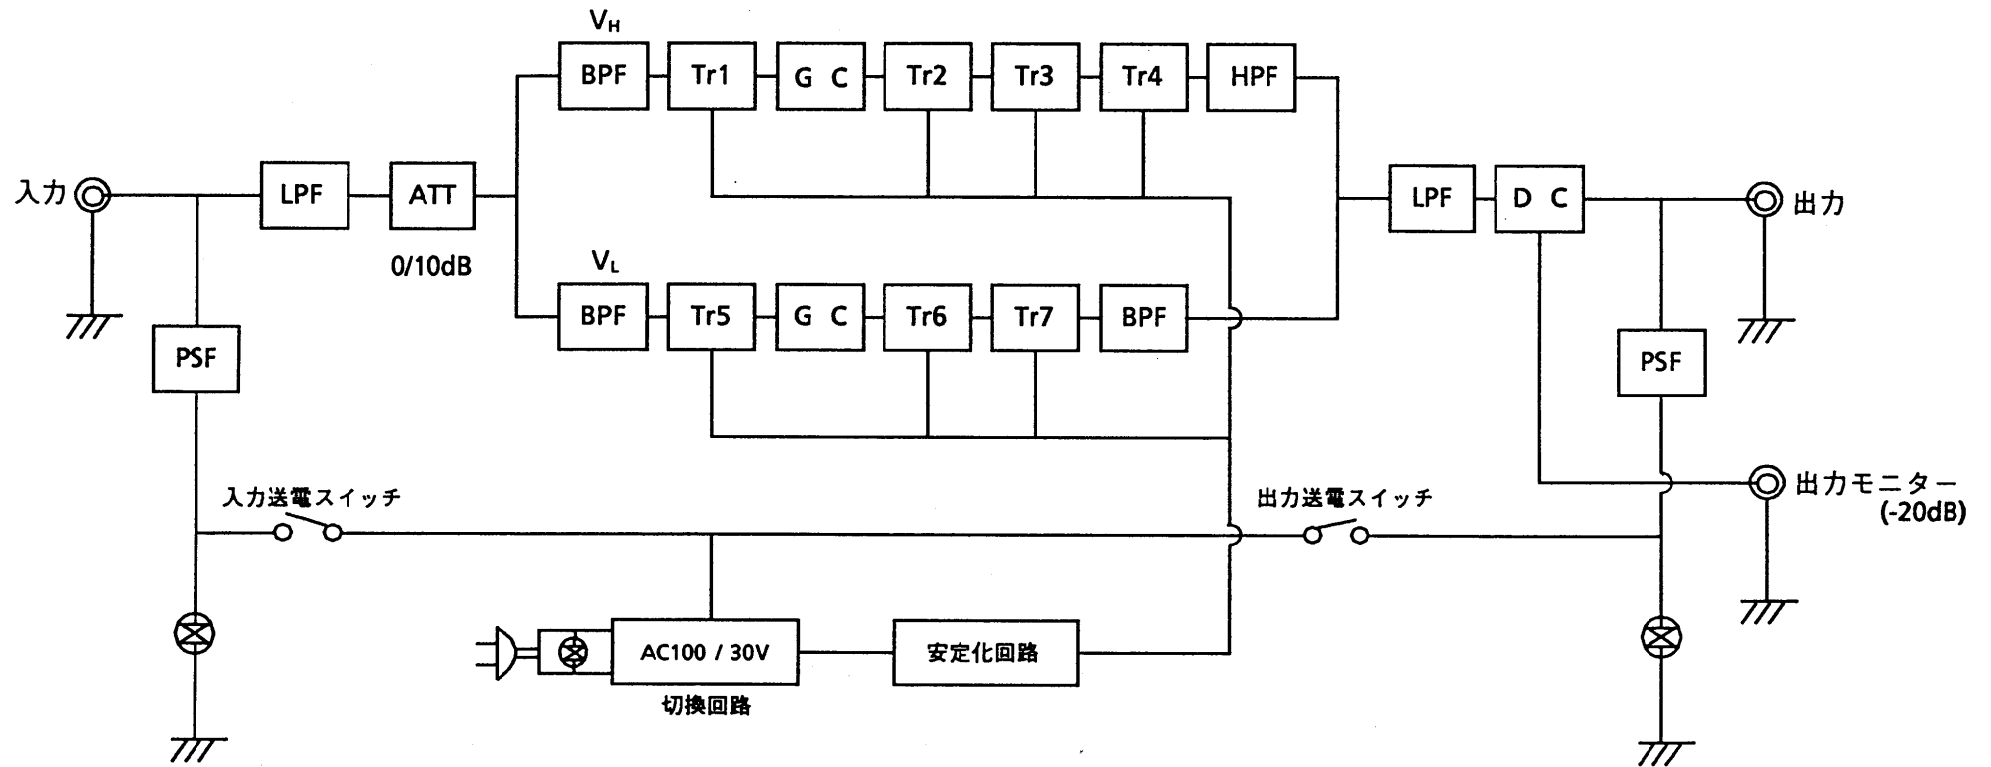 VH
BPF Tr1 G C Tr2 Tr3 Tr4 HPF
入力 LPF ATT LPF D C 出力
0/10dB
VL
BPF Tr5 G C Tr6 Tr7 BPF
PSF PSF
入力送電スイッチ 出力送電スイッチ 出力モニター
(-20dB)
AC100 / 30V 安定化回路
切換回路